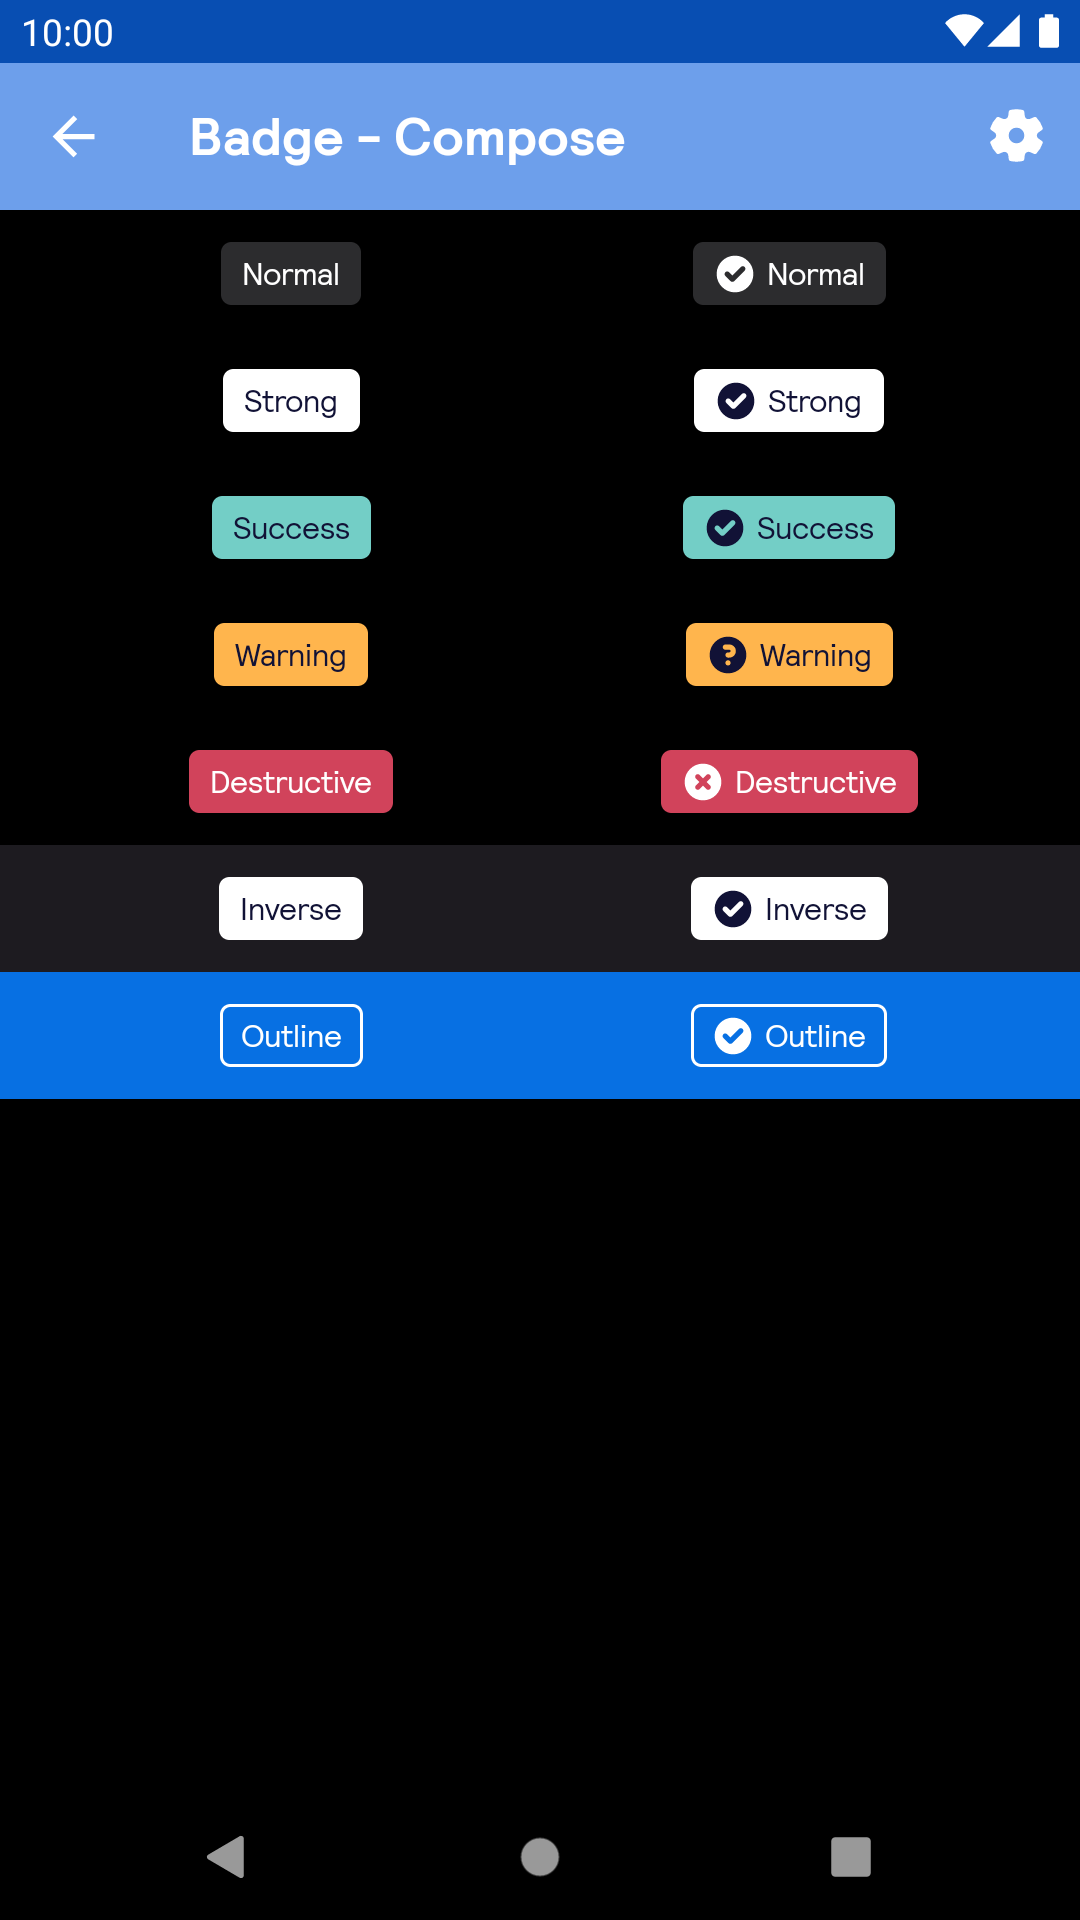 10:00
Badge - Compose
Normal Normal
Strong Strong
Success Success
Warning Warning
Destructive Destructive
Inverse Inverse
Outline Outline